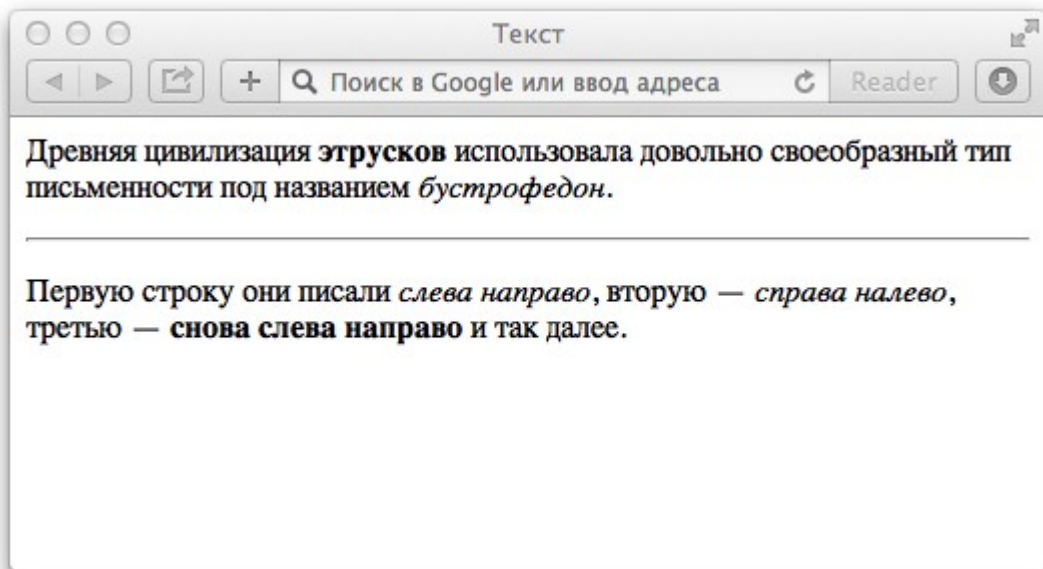 Текст
Поиск в Google или ввод адреса
Reader
Древняя цивилизация этрусков использовала довольно своеобразный тип
письменности под названием бустрофедон.
Первую строку они писали слева направо, вторую — справа налево,
третью — снова слева направо и так далее.